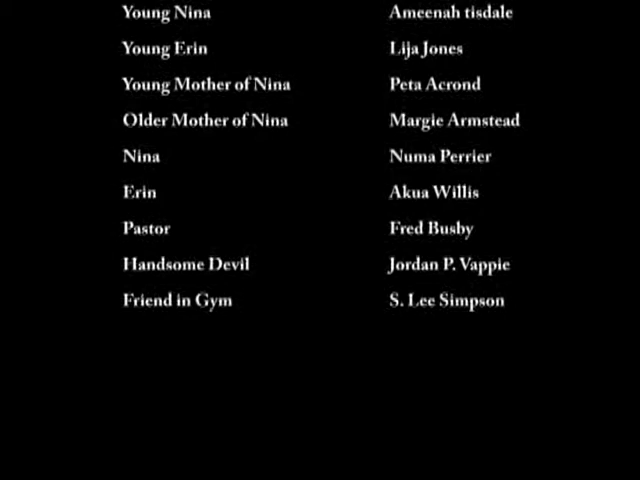 Young Nina Ameenah tisdale
Young Erin Lija Jones
Young Mother of Nina Peta Acrond
Older Mother of Nina Margie Armstead
Nina Numa Perrier
Erin Akua Willis
Pastor Fred Busby
Handsome Devil Jordan P. Vappie
Friend in Gym S. Lee Simpson